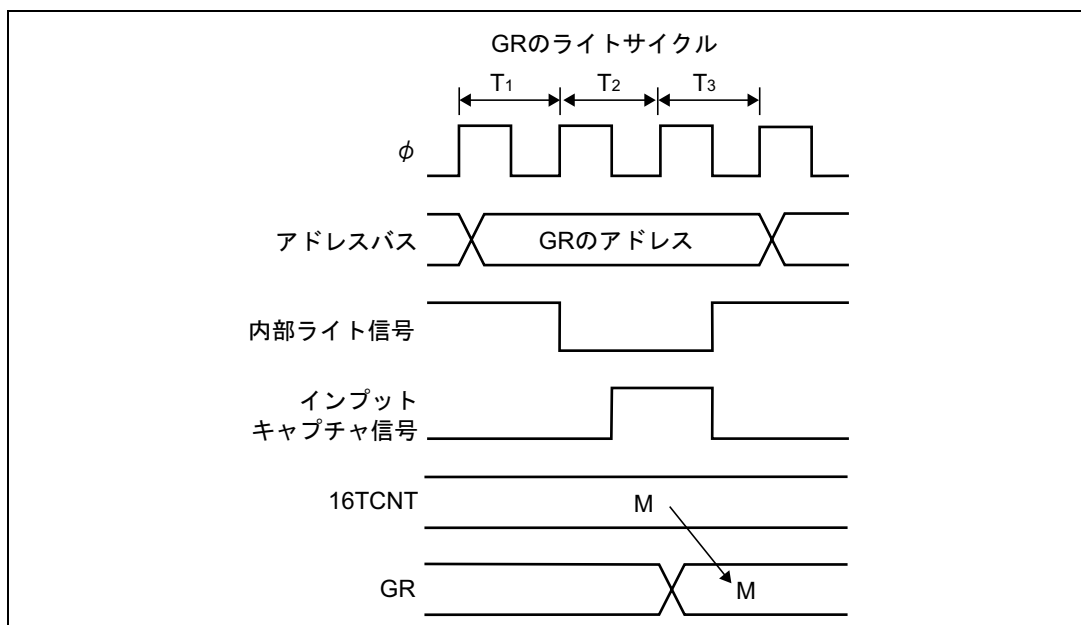 GRのライトサイクル
T1 T2 T3
φ
アドレスバス GRのアドレス
内部ライト信号
インプット
キャプチャ信号
16TCNT M
GR M